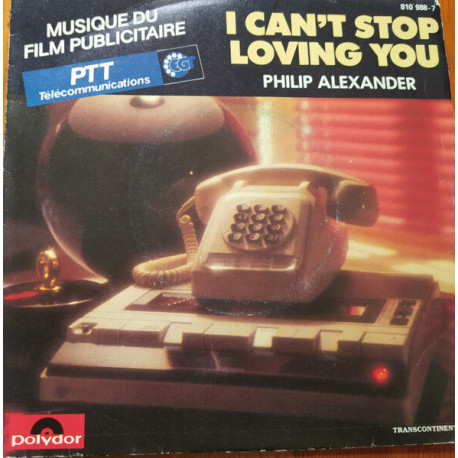 810 988-7
MUSIQUE DU
FILM PUBLICITAIRE
PTT
Télécommunications
I CAN'T STOP
LOVING YOU
PHILIP ALEXANDER
polydor
TRANSCONTINENT